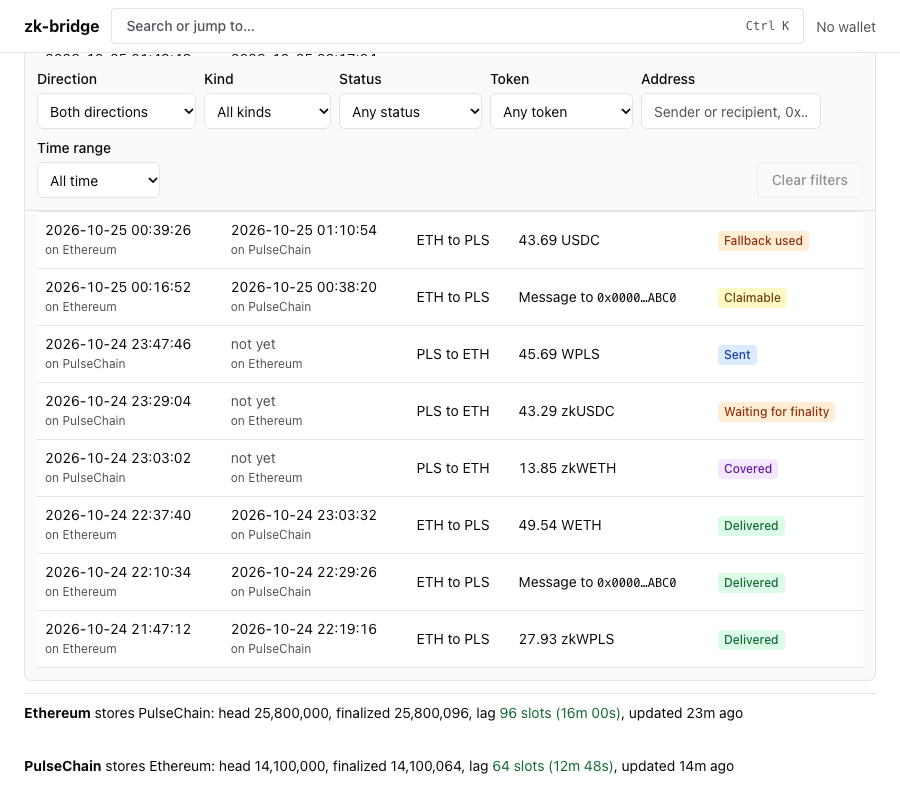 zk-bridge Search or jump to... Ctrl K No wallet
Direction Kind Status Token Address
Both directions All kinds Any status Any token Sender or recipient, 0x..
Time range
All time Clear filters
2026-10-25 00:39:26 2026-10-25 01:10:54 ETH to PLS 43.69 USDC Fallback used
on Ethereum on PulseChain
2026-10-25 00:16:52 2026-10-25 00:38:20 ETH to PLS Message to 0x0000…ABC0 Claimable
on Ethereum on PulseChain
2026-10-24 23:47:46 not yet PLS to ETH 45.69 WPLS Sent
on PulseChain on Ethereum
2026-10-24 23:29:04 not yet PLS to ETH 43.29 zkUSDC Waiting for finality
on PulseChain on Ethereum
2026-10-24 23:03:02 not yet PLS to ETH 13.85 zkWETH Covered
on PulseChain on Ethereum
2026-10-24 22:37:40 2026-10-24 23:03:32 ETH to PLS 49.54 WETH Delivered
on Ethereum on PulseChain
2026-10-24 22:10:34 2026-10-24 22:29:26 ETH to PLS Message to 0x0000…ABC0 Delivered
on Ethereum on PulseChain
2026-10-24 21:47:12 2026-10-24 22:19:16 ETH to PLS 27.93 zkWPLS Delivered
on Ethereum on PulseChain
Ethereum stores PulseChain: head 25,800,000, finalized 25,800,096, lag 96 slots (16m 00s), updated 23m ago
PulseChain stores Ethereum: head 14,100,000, finalized 14,100,064, lag 64 slots (12m 48s), updated 14m ago